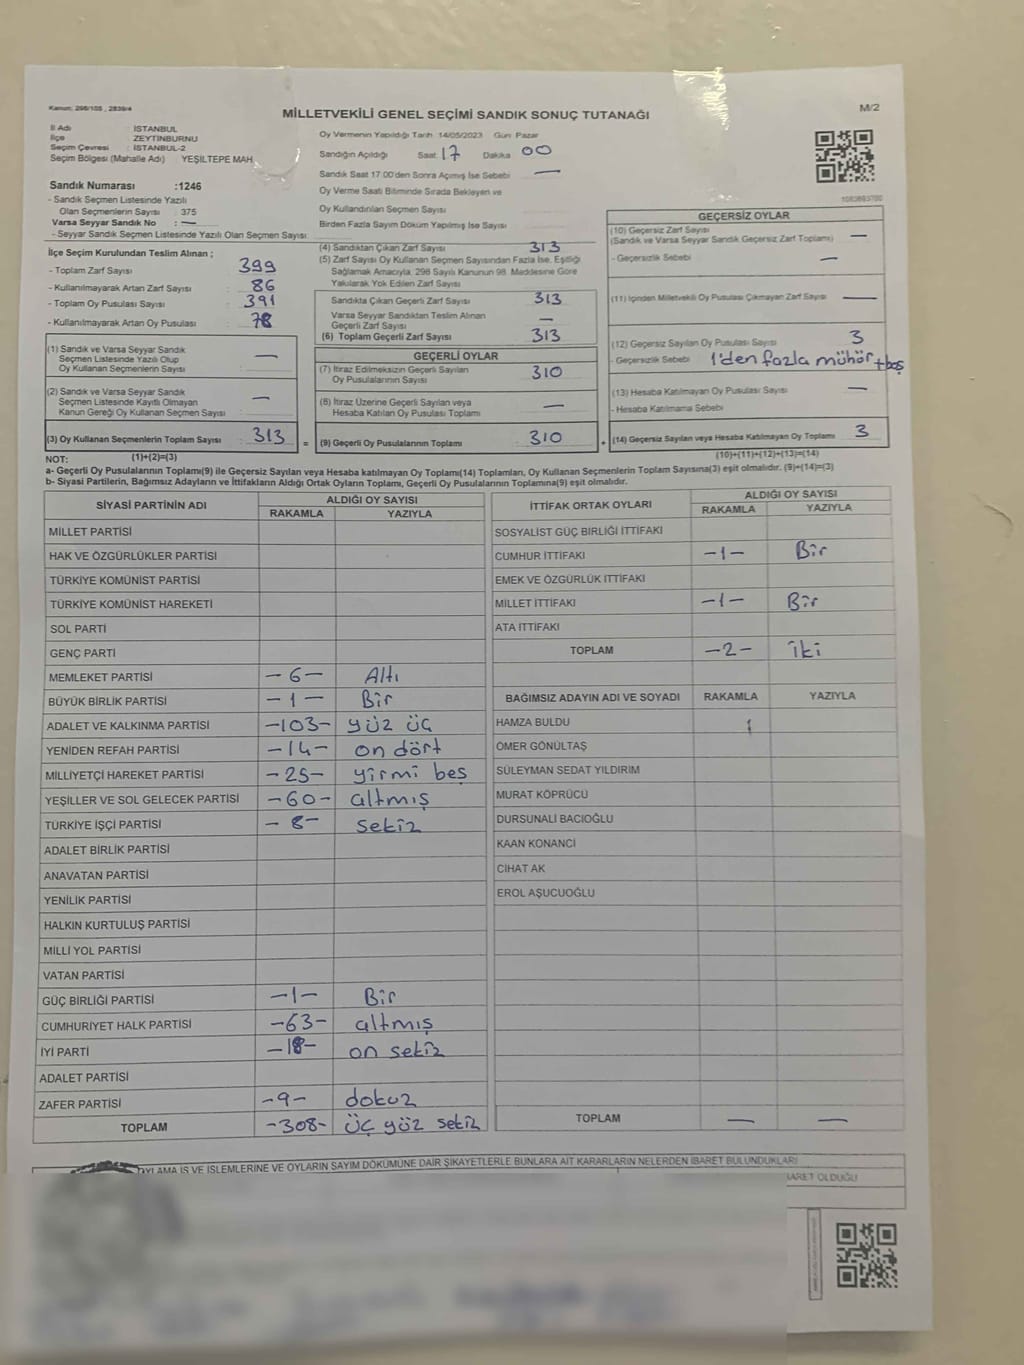 Kanun: 298/105 , 2839/4
M/2
MİLLETVEKİLİ GENEL SEÇİMİ SANDIK SONUÇ TUTANAĞI
İl Adı : İSTANBUL
İlçe : ZEYTİNBURNU
Seçim Çevresi : İSTANBUL-2
Seçim Bölgesi (Mahalle Adı) YEŞİLTEPE MAH
Oy Vermenin Yapıldığı Tarih 14/05/2023 Gün Pazar
Sandığın Açıldığı Saat 17 Dakika 00
Sandık Saat 17:00'den Sonra Açılmış İse Sebebi —
Oy Verme Saati Bitiminde Sırada Bekleyen ve
Oy Kullandırılan Seçmen Sayısı
Birden Fazla Sayım Döküm Yapılmış İse Sayısı
Sandık Numarası :1246
- Sandık Seçmen Listesinde Yazılı
Olan Seçmenlerin Sayısı : 375
Varsa Seyyar Sandık No : —
- Seyyar Sandık Seçmen Listesinde Yazılı Olan Seçmen Sayısı
İlçe Seçim Kurulundan Teslim Alınan ;
- Toplam Zarf Sayısı : 399
- Kullanılmayarak Artan Zarf Sayısı : 86
- Toplam Oy Pusulası Sayısı : 391
- Kullanılmayarak Artan Oy Pusulası : 78
(1) Sandık ve Varsa Seyyar Sandık
Seçmen Listesinde Yazılı Olup
Oy Kullanan Seçmenlerin Sayısı : —
(2) Sandık ve Varsa Seyyar Sandık
Seçmen Listesinde Kayıtlı Olmayan
Kanun Gereği Oy Kullanan Seçmen Sayısı : —
(3) Oy Kullanan Seçmenlerin Toplam Sayısı : 313
(1)+(2)=(3)
(4) Sandıktan Çıkan Zarf Sayısı 313
(5) Zarf Sayısı Oy Kullanan Seçmen Sayısından Fazla İse, Eşitliği
Sağlamak Amacıyla, 298 Sayılı Kanunun 98. Maddesine Göre
Yakılarak Yok Edilen Zarf Sayısı
Sandıkta Çıkan Geçerli Zarf Sayısı 313
Varsa Seyyar Sandıktan Teslim Alınan
Geçerli Zarf Sayısı —
(6) Toplam Geçerli Zarf Sayısı 313
GEÇERLİ OYLAR
(7) İtiraz Edilmeksizin Geçerli Sayılan
Oy Pusulalarının Sayısı : 310
(8) İtiraz Üzerine Geçerli Sayılan veya
Hesaba Katılan Oy Pusulası Toplamı : —
= (9) Geçerli Oy Pusulalarının Toplamı : 310
1083683700
GEÇERSİZ OYLAR
(10) Geçersiz Zarf Sayısı
(Sandık ve Varsa Seyyar Sandık Geçersiz Zarf Toplamı) —
- Geçersizlik Sebebi —
(11) İçinden Milletvekili Oy Pusulası Çıkmayan Zarf Sayısı —
(12) Geçersiz Sayılan Oy Pusulası Sayısı 3
Geçersizlik Sebebi 1'den fazla mühür +boş
(13) Hesaba Katılmayan Oy Pusulası Sayısı —
- Hesaba Katılmama Sebebi
+ (14) Geçersiz Sayılan veya Hesaba Katılmayan Oy Toplamı 3
(10)+(11)+(12)+(13)=(14)
NOT:
a- Geçerli Oy Pusulalarının Toplamı(9) ile Geçersiz Sayılan veya Hesaba katılmayan Oy Toplamı(14) Toplamları, Oy Kullanan Seçmenlerin Toplam Sayısına(3) eşit olmalıdır. (9)+(14)=(3)
b- Siyasi Partilerin, Bağımsız Adayların ve İttifakların Aldığı Ortak Oyların Toplamı, Geçerli Oy Pusulalarının Toplamına(9) eşit olmalıdır.
SİYASİ PARTİNİN ADI ALDIĞI OY SAYISI
RAKAMLA YAZIYLA
MİLLET PARTİSİ
HAK VE ÖZGÜRLÜKLER PARTİSİ
TÜRKİYE KOMÜNİST PARTİSİ
TÜRKİYE KOMÜNİST HAREKETİ
SOL PARTİ
GENÇ PARTİ
MEMLEKET PARTİSİ -6- Altı
BÜYÜK BİRLİK PARTİSİ -1- Bir
ADALET VE KALKINMA PARTİSİ -103- yüz üç
YENİDEN REFAH PARTİSİ -14- on dört
MİLLİYETÇİ HAREKET PARTİSİ -25- yirmi beş
YEŞİLLER VE SOL GELECEK PARTİSİ -60- altmış
TÜRKİYE İŞÇİ PARTİSİ -8- sekiz
ADALET BİRLİK PARTİSİ
ANAVATAN PARTİSİ
YENİLİK PARTİSİ
HALKIN KURTULUŞ PARTİSİ
MİLLİ YOL PARTİSİ
VATAN PARTİSİ
GÜÇ BİRLİĞİ PARTİSİ -1- Bir
CUMHURİYET HALK PARTİSİ -63- altmış
İYİ PARTİ -18- on sekiz
ADALET PARTİSİ
ZAFER PARTİSİ -9- dokuz
TOPLAM -308- üç yüz sekiz
İTTİFAK ORTAK OYLARI ALDIĞI OY SAYISI
RAKAMLA YAZIYLA
SOSYALİST GÜÇ BİRLİĞİ İTTİFAKI
CUMHUR İTTİFAKI -1- Bir
EMEK VE ÖZGÜRLÜK İTTİFAKI
MİLLET İTTİFAKI -1- Bir
ATA İTTİFAKI
TOPLAM -2- iki
BAĞIMSIZ ADAYIN ADI VE SOYADI RAKAMLA YAZIYLA
HAMZA BULDU
ÖMER GÖNÜLTAŞ
SÜLEYMAN SEDAT YILDIRIM
MURAT KÖPRÜCÜ
DURSUNALİ BACIOĞLU
KAAN KONANCİ
CİHAT AK
EROL AŞUCUOĞLU
TOPLAM — —
OYLAMA İŞ VE İŞLEMLERİNE VE OYLARIN SAYIM DÖKÜMÜNE DAİR ŞİKAYETLERLE BUNLARA AİT KARARLARIN NELERDEN İBARET BULUNDUKLARI
İBARET OLDUĞU